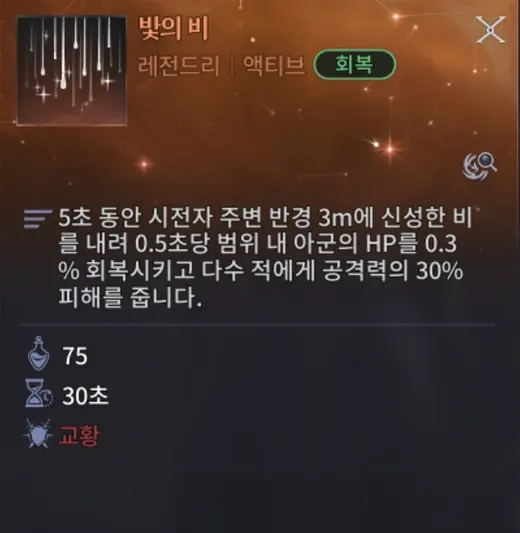 빛의 비
레전드리 | 액티브 회복
5초 동안 시전자 주변 반경 3m에 신성한 비
를 내려 0.5초당 범위 내 아군의 HP를 0.3
% 회복시키고 다수 적에게 공격력의 30%
피해를 줍니다.
75
30초
교황